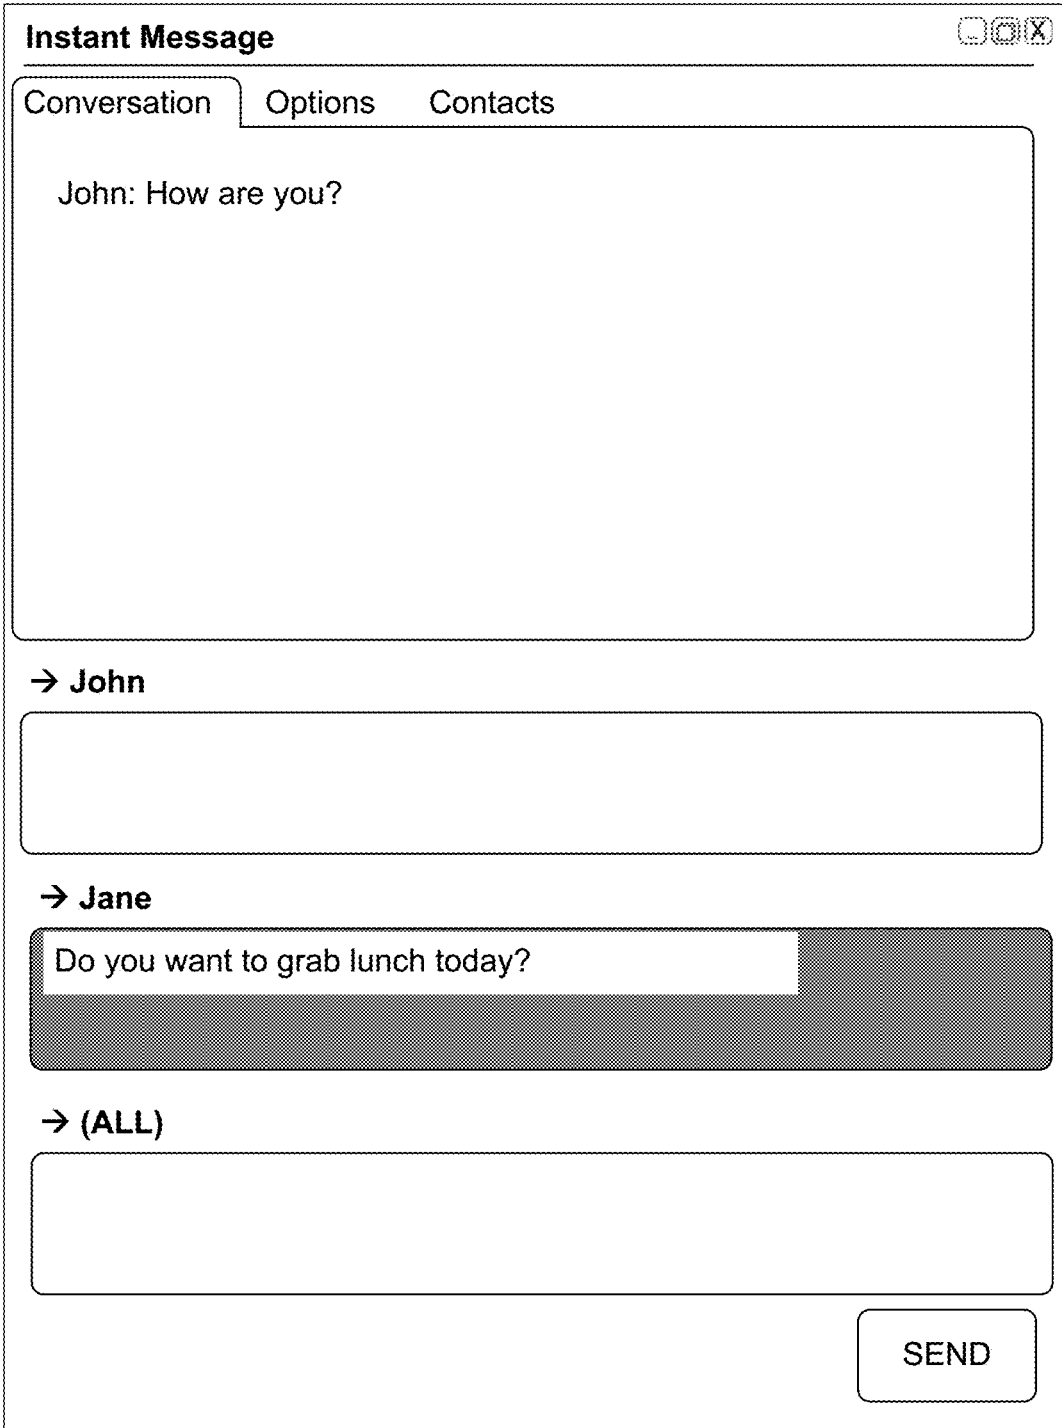 Instant Message
X
Conversation Options Contacts
John: How are you?
→ John
→ Jane
Do you want to grab lunch today?
→ (ALL)
SEND